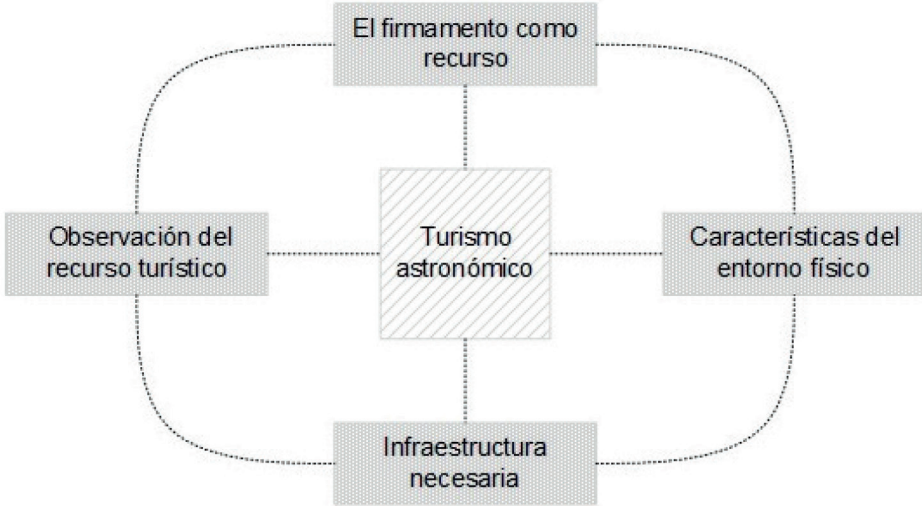 El firmamento como
recurso
Observación del
recurso turístico
Turismo
astronómico
Características del
entorno físico
Infraestructura
necesaria